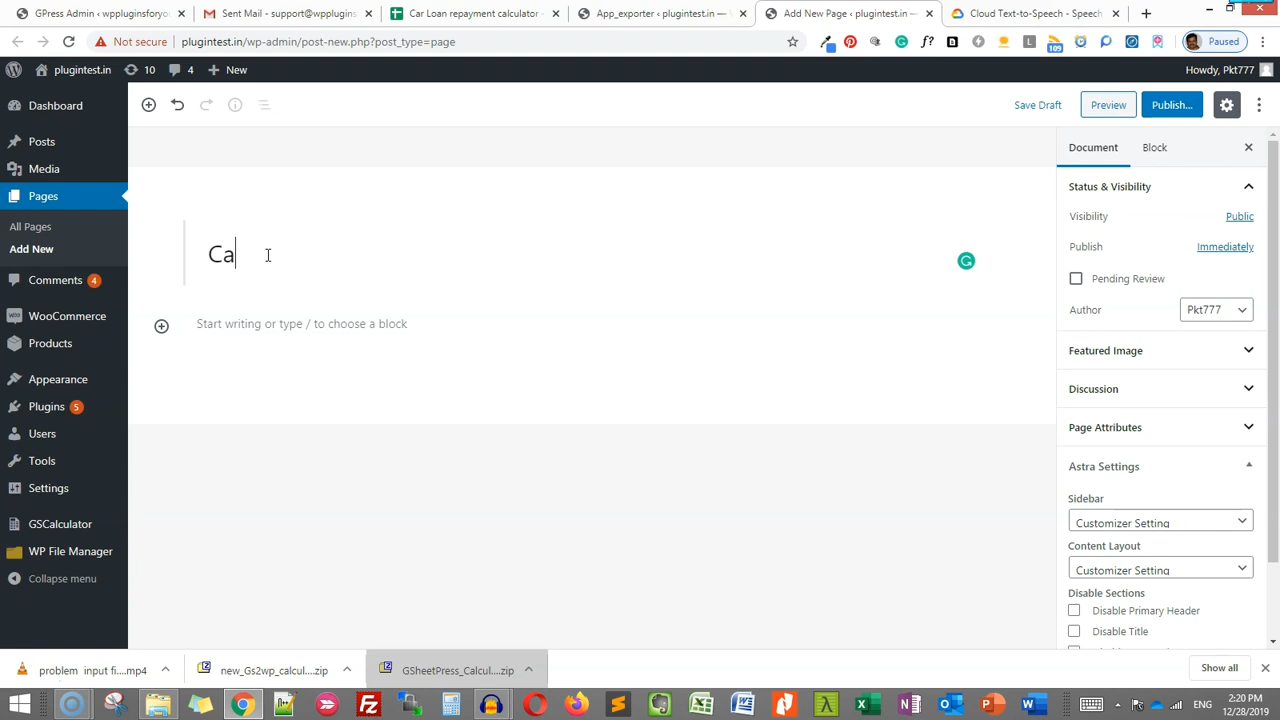 GPress Admin ‹ wppluginsforyo
Sent Mail - support@wpplugins
Car Loan repayment calculator
App_exporter ‹ plugintest.in — W
Add New Page ‹ plugintest.in —
Cloud Text-to-Speech - Speech
Not secure | plugintest.in/wp-admin/post-new.php?post_type=page
109
Paused
plugintest.in
4
New
Howdy, Pkt777
Dashboard
Posts
Media
Pages
All Pages
Add New
Comments 4
WooCommerce
Products
Appearance
Plugins 5
Users
Tools
Settings
GSCalculator
WP File Manager
Collapse menu
Save Draft
Preview
Publish...
Ca
Start writing or type / to choose a block
Document
Block
Status & Visibility
Visibility
Public
Publish
Immediately
Pending Review
Author
Pkt777
Featured Image
Discussion
Page Attributes
Astra Settings
Sidebar
Customizer Setting
Content Layout
Customizer Setting
Disable Sections
Disable Primary Header
Disable Title
problem input fi....mp4
new_Gs2wp_calcul....zip
GSheetPress_Calcul....zip
Show all
ENG
2:20 PM
12/28/2019